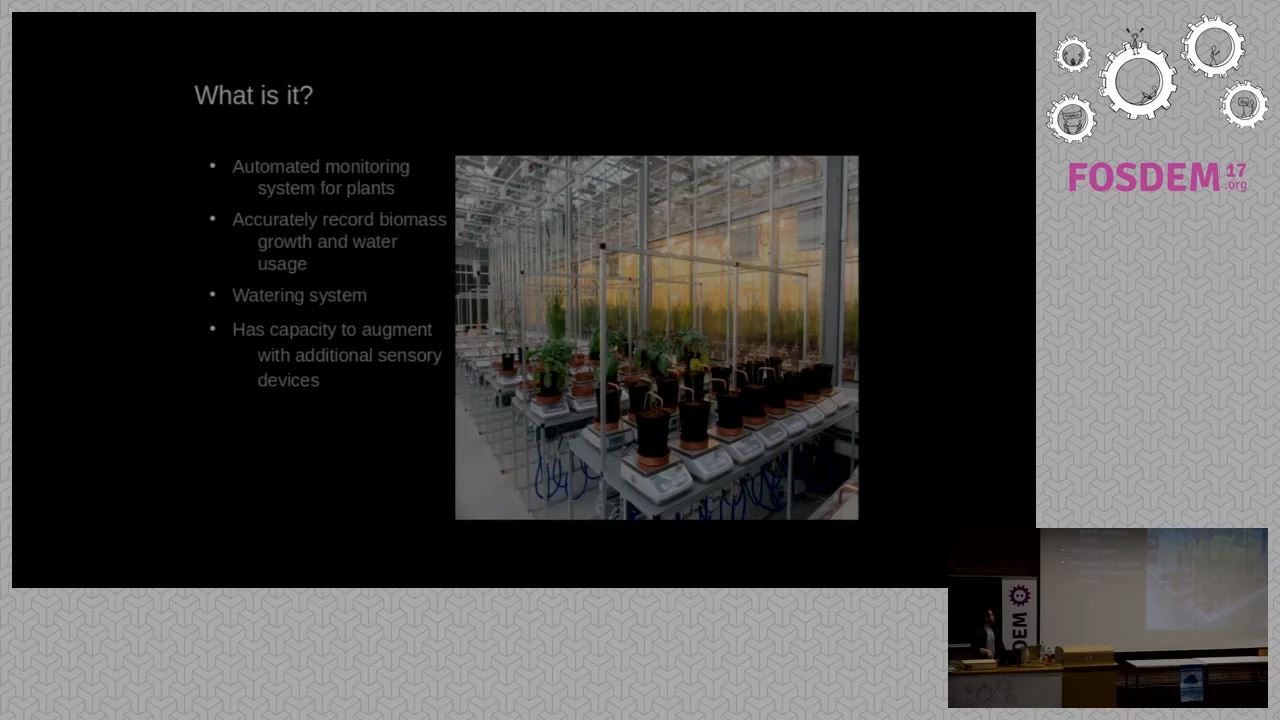 What is it?
• Automated monitoring
system for plants
• Accurately record biomass
growth and water
usage
• Watering system
• Has capacity to augment
with additional sensory
devices
FOSDEM 17
.org
DEM